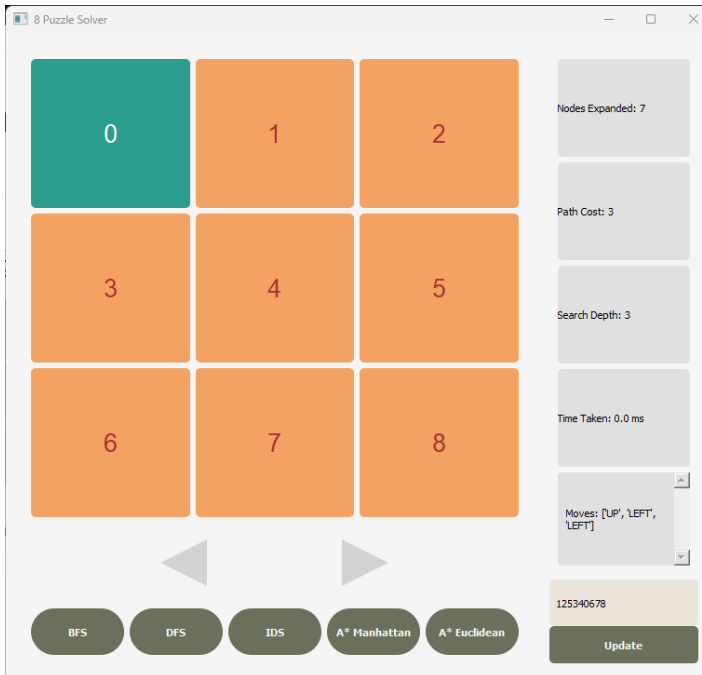 8 Puzzle Solver
0 1 2
3 4 5
6 7 8
Nodes Expanded: 7
Path Cost: 3
Search Depth: 3
Time Taken: 0.0 ms
Moves: ['UP', 'LEFT',
'LEFT']
125340678
Update
BFS DFS IDS A* Manhattan A* Euclidean